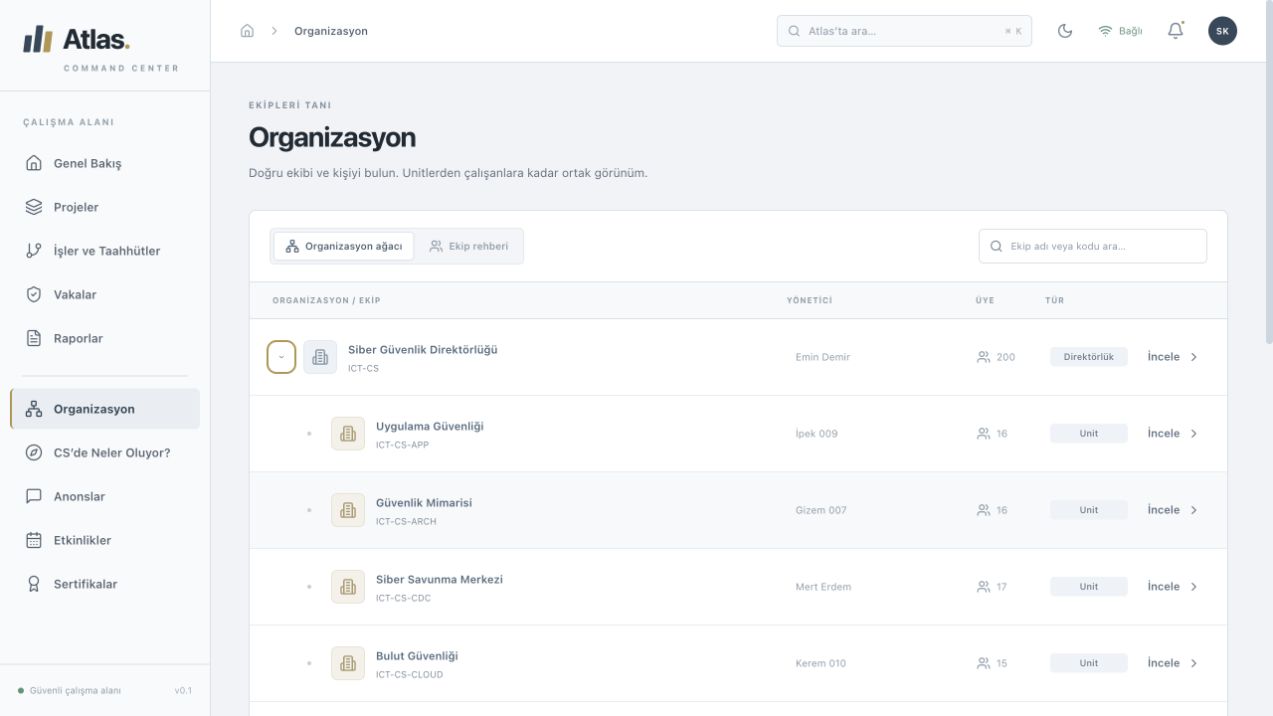 Atlas.
COMMAND CENTER
ÇALIŞMA ALANI
Genel Bakış
Projeler
İşler ve Taahhütler
Vakalar
Raporlar
Organizasyon
CS'de Neler Oluyor?
Anonslar
Etkinlikler
Sertifikalar
Güvenli çalışma alanı v0.1
Organizasyon
Atlas'ta ara... ⌘ K
Bağlı
SK
EKİPLERİ TANI
Organizasyon
Doğru ekibi ve kişiyi bulun. Unitlerden çalışanlara kadar ortak görünüm.
Organizasyon ağacı Ekip rehberi
Ekip adı veya kodu ara...
ORGANİZASYON / EKİP YÖNETİCİ ÜYE TÜR
Siber Güvenlik Direktörlüğü
ICT-CS
Emin Demir 200 Direktörlük İncele
Uygulama Güvenliği
ICT-CS-APP
İpek 009 16 Unit İncele
Güvenlik Mimarisi
ICT-CS-ARCH
Gizem 007 16 Unit İncele
Siber Savunma Merkezi
ICT-CS-CDC
Mert Erdem 17 Unit İncele
Bulut Güvenliği
ICT-CS-CLOUD
Kerem 010 15 Unit İncele